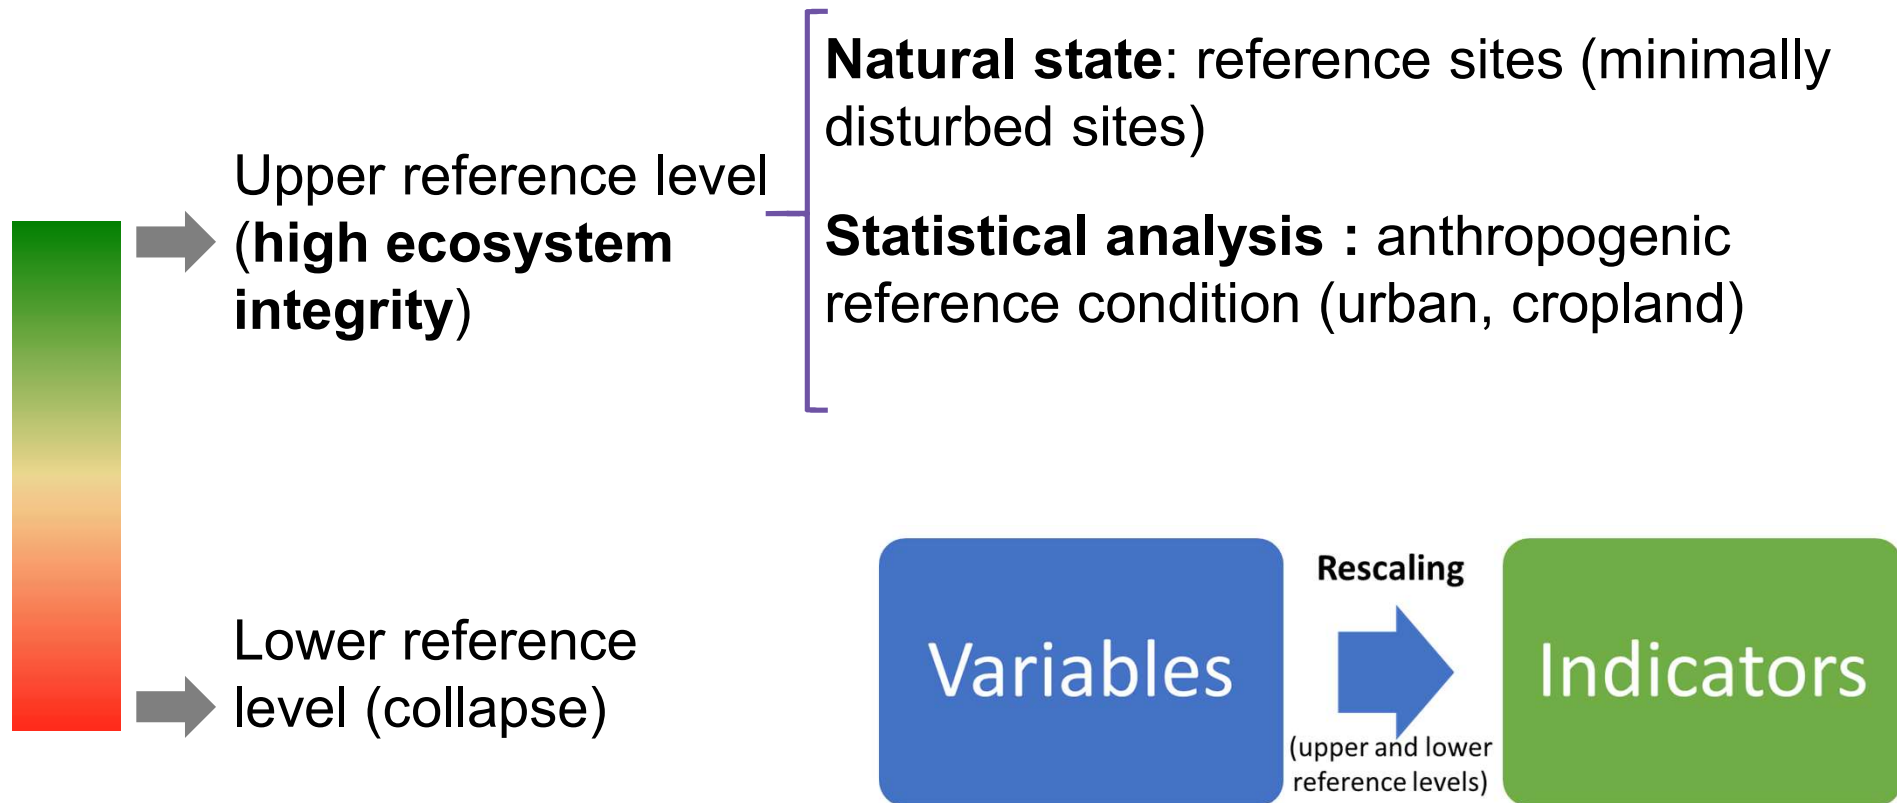 Natural state: reference sites (minimally
disturbed sites)
Upper reference level
(high ecosystem
integrity)
Statistical analysis : anthropogenic
reference condition (urban, cropland)
Lower reference
level (collapse)
Variables
Rescaling
(upper and lower
reference levels)
Indicators